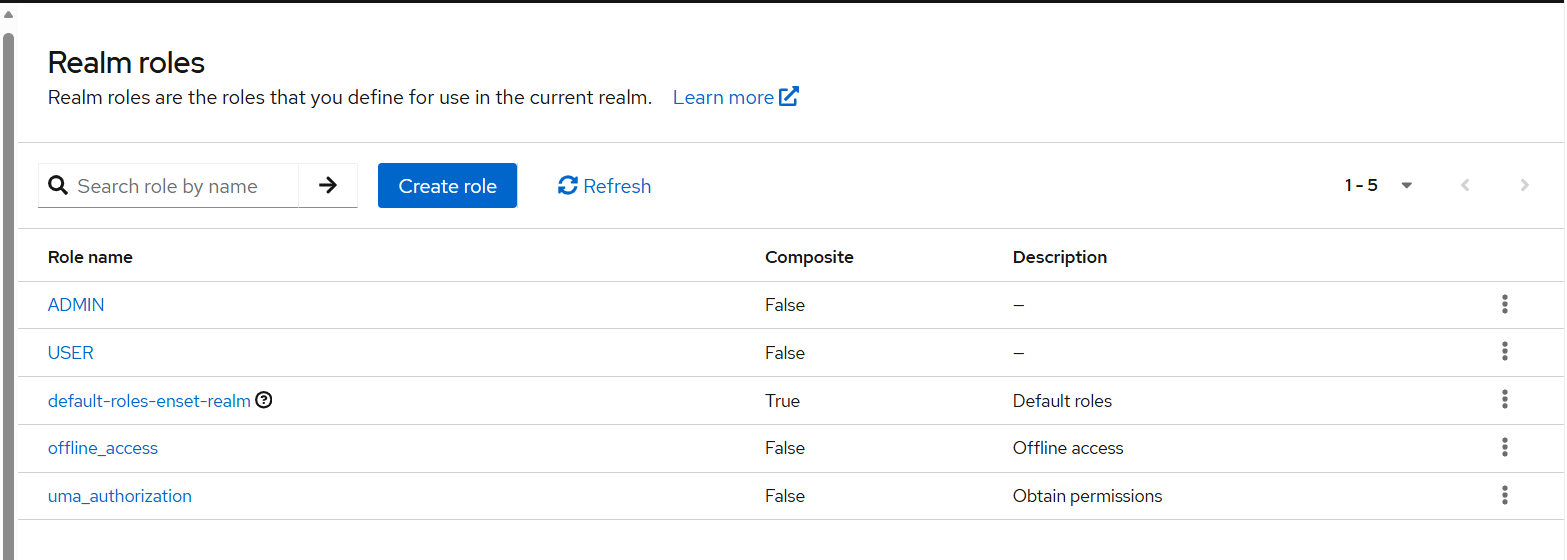 Realm roles
Realm roles are the roles that you define for use in the current realm. Learn more
Search role by name Create role Refresh 1 - 5
Role name Composite Description
ADMIN False —
USER False —
default-roles-enset-realm True Default roles
offline_access False Offline access
uma_authorization False Obtain permissions